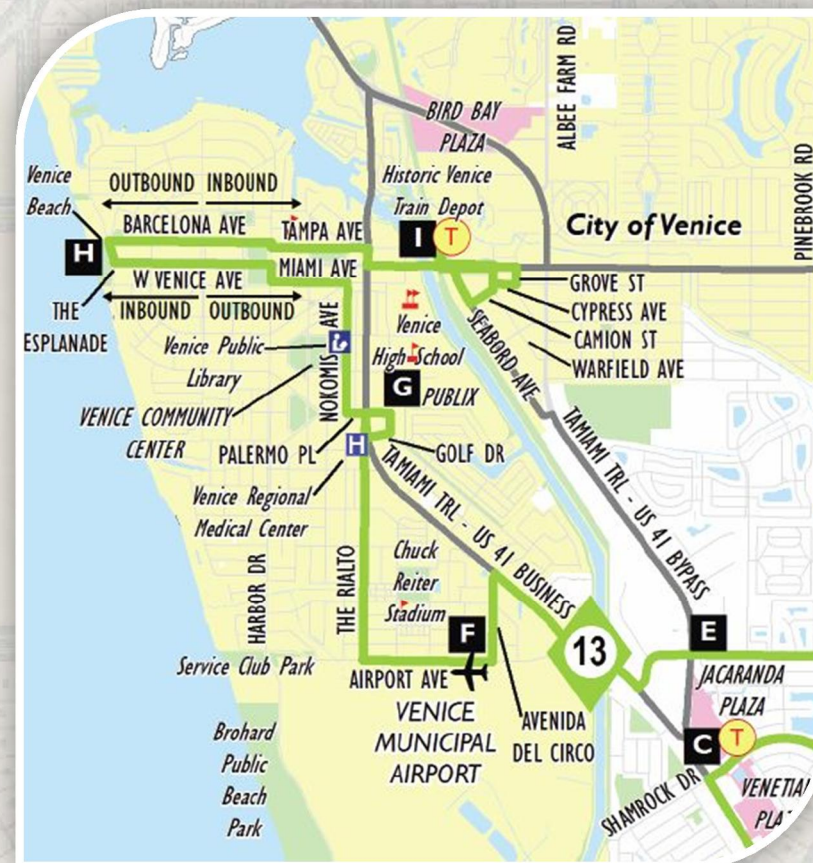 ALBEE FARM RD
BIRD BAY
PLAZA
PINEBROOK RD
Venice
Beach
OUTBOUND INBOUND
Historic Venice
Train Depot
BARCELONA AVE
TAMPA AVE
I
T
City of Venice
H
W VENICE AVE
MIAMI AVE
INBOUND OUTBOUND
THE
ESPLANADE
GROVE ST
CYPRESS AVE
CAMION ST
WARFIELD AVE
SEABORD AVE
Venice Public
Library
NOKOMIS AVE
Venice
High School
G
PUBLIX
VENICE COMMUNITY
CENTER
PALERMO PL
H
GOLF DR
Venice Regional
Medical Center
TAMIAMI TRL - US 41 BUSINESS
TAMIAMI TRL - US 41 BYPASS
HARBOR DR
THE RIALTO
Chuck
Reiter
Stadium
F
13
E
Service Club Park
AIRPORT AVE
JACARANDA
PLAZA
VENICE
MUNICIPAL
AIRPORT
AVENIDA
DEL CIRCO
C
T
Brohard
Public
Beach
Park
SHAMROCK DR